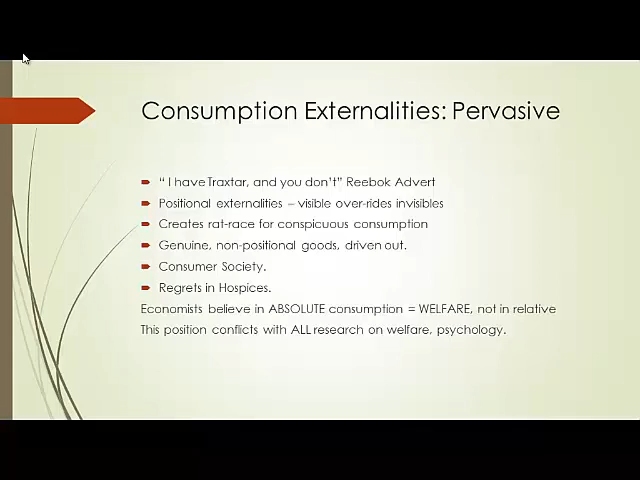 Consumption Externalities: Pervasive
“ I have Traxtar, and you don’t” Reebok Advert
Positional externalities – visible over-rides invisibles
Creates rat-race for conspicuous consumption
Genuine, non-positional goods, driven out.
Consumer Society.
Regrets in Hospices.
Economists believe in ABSOLUTE consumption = WELFARE, not in relative
This position conflicts with ALL research on welfare, psychology.